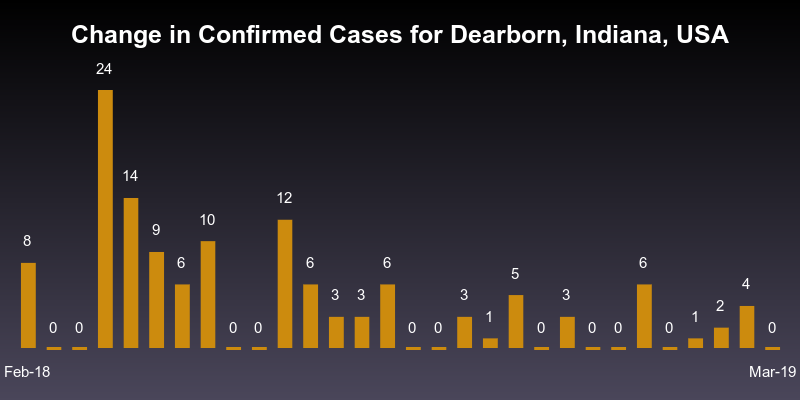 Change in Confirmed Cases for Dearborn, Indiana, USA
8 0 0 24 14 9 6 10 0 0 12 6 3 3 6 0 0 3 1 5 0 3 0 0 6 0 1 2 4 0
Feb-18 Mar-19